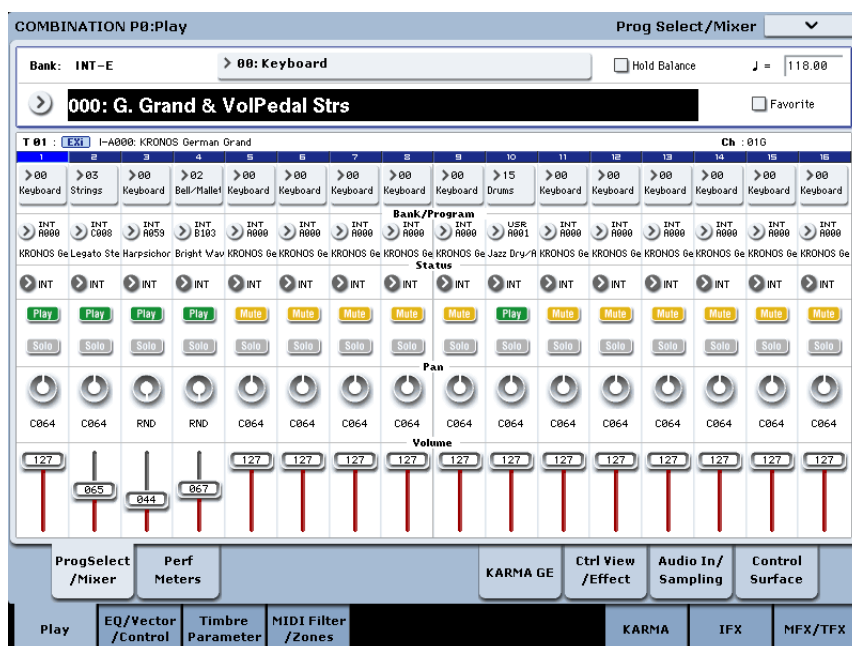 COMBINATION P0:Play Prog Select/Mixer
Bank: INT-E 00: Keyboard Hold Balance ♩ = 118.00
000: G. Grand & VolPedal Strs Favorite
T 01 : EXi I-A000: KRONOS German Grand Ch : 01G
1 2 3 4 5 6 7 8 9 10 11 12 13 14 15 16
00 03 00 02 00 00 00 00 00 15 00 00 00 00 00 00
Keyboard Strings Keyboard Bell/Mallet Keyboard Keyboard Keyboard Keyboard Keyboard Drums Keyboard Keyboard Keyboard Keyboard Keyboard Keyboard
Bank/Program
INT INT INT INT INT INT INT INT INT USR INT INT INT INT INT INT
A000 C008 A059 B103 A000 A000 A000 A000 A000 A001 A000 A000 A000 A000 A000 A000
KRONOS Ge Legato Ste Harpsichor Bright Wav KRONOS Ge KRONOS Ge KRONOS Ge KRONOS Ge KRONOS Ge Jazz Dry/A KRONOS Ge KRONOS Ge KRONOS Ge KRONOS Ge KRONOS Ge KRONOS Ge
Status
INT INT INT INT INT INT INT INT INT INT INT INT INT INT INT INT
Play Play Play Play Mute Mute Mute Mute Mute Play Mute Mute Mute Mute Mute Mute
Solo Solo Solo Solo Solo Solo Solo Solo Solo Solo Solo Solo Solo Solo Solo Solo
Pan
C064 C064 RND RND C064 C064 C064 C064 C064 C064 C064 C064 C064 C064 C064 C064
Volume
127 065 044 067 127 127 127 127 127 127 127 127 127 127 127 127
ProgSelect Perf KARMA GE Ctrl View Audio In/ Control
/Mixer Meters /Effect Sampling Surface
Play EQ/Vector Timbre MIDI Filter KARMA IFX MFX/TFX
/Control Parameter /Zones